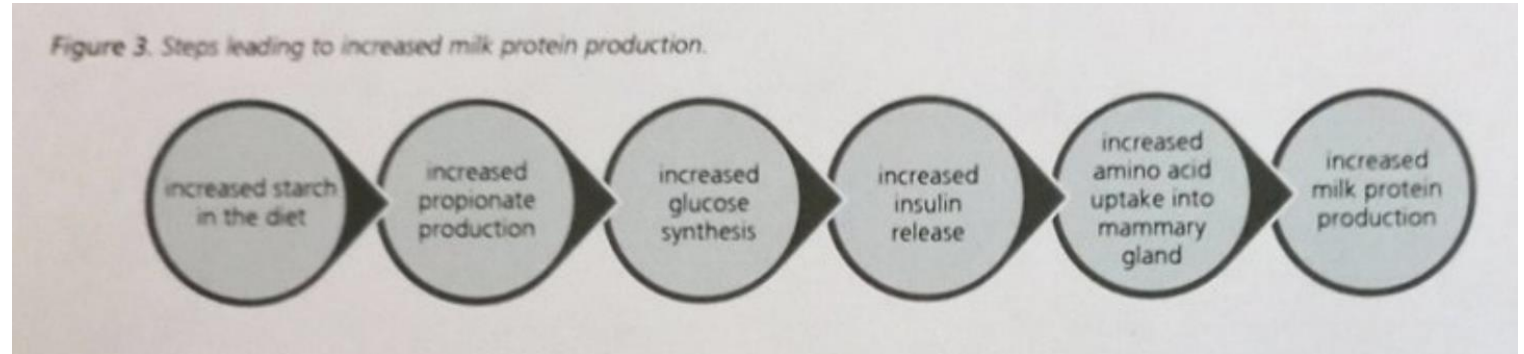 Figure 3. Steps leading to increased milk protein production.
increased starch
in the diet
increased
propionate
production
increased
glucose
synthesis
increased
insulin
release
increased
amino acid
uptake into
mammary
gland
increased
milk protein
production